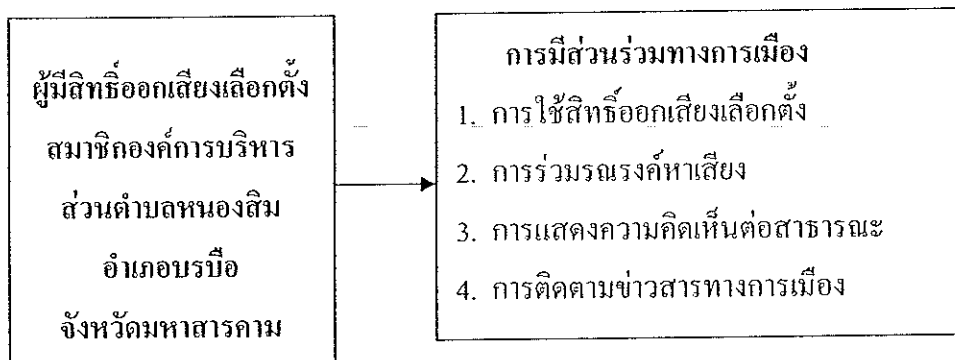 ผู้มีสิทธิ์ออกเสียงเลือกตั้ง
สมาชิกองค์การบริหาร
ส่วนตำบลหนองสิม
อำเภอบรบือ
จังหวัดมหาสารคาม
การมีส่วนร่วมทางการเมือง
1. การใช้สิทธิ์ออกเสียงเลือกตั้ง
2. การร่วมรณรงค์หาเสียง
3. การแสดงความคิดเห็นต่อสาธารณะ
4. การติดตามข่าวสารทางการเมือง